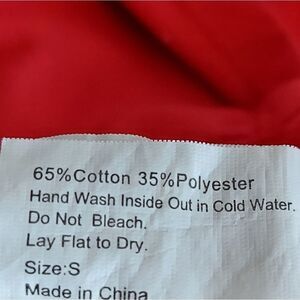 65%Cotton 35%Polyester
Hand Wash Inside Out in Cold Water.
Do Not Bleach.
Lay Flat to Dry.
Size:S
Made in China